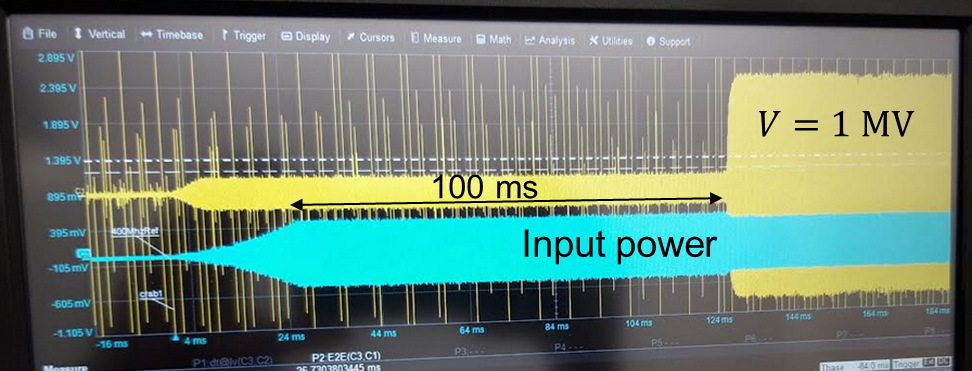 File Vertical Timebase Trigger Display Cursors Measure Math Analysis Utilities Support
2.895 V
2.395 V
1.895 V
1.395 V
895 mV
395 mV
-105 mV
-605 mV
-1.105 V
V = 1 MV
100 ms
Input power
400MhzRef
crab1
-16 ms 4 ms 24 ms 44 ms 64 ms 84 ms 104 ms 124 ms 144 ms 164 ms 184 ms
P1:dt@lv(C3,C2) P2:E2E(C3,C1) P3:- - - P4:- - - P5:- - - P6:- - - P7:- - - P8:- - -
Measure 26.7303803445 ms
Tbase -84.0 ms Trigger